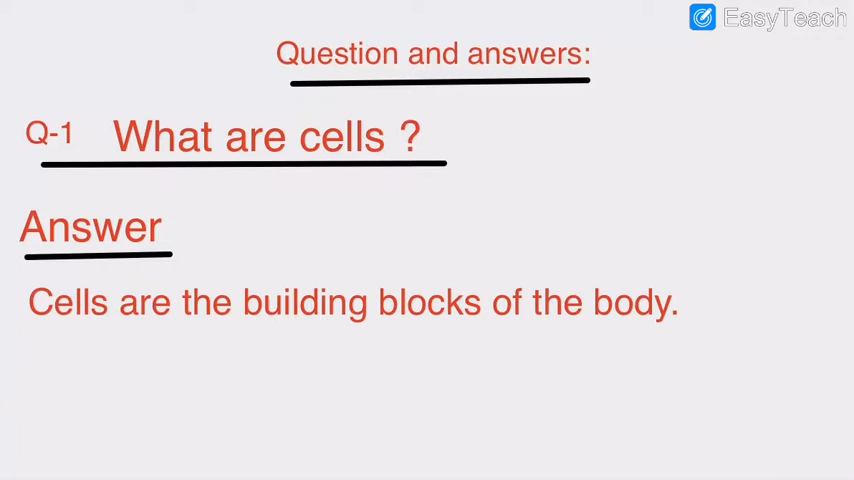 EasyTeach
Question and answers:
Q-1 What are cells ?
Answer
Cells are the building blocks of the body.